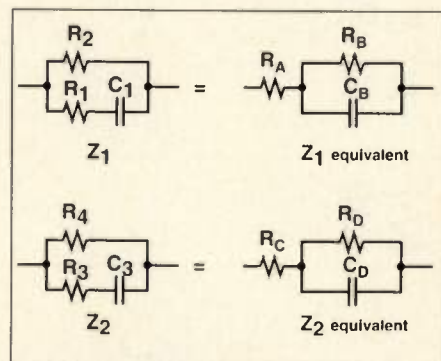 R2 RB
R1 C1 = RA CB
Z1 Z1 equivalent
R4 RD
R3 C3 = RC CD
Z2 Z2 equivalent